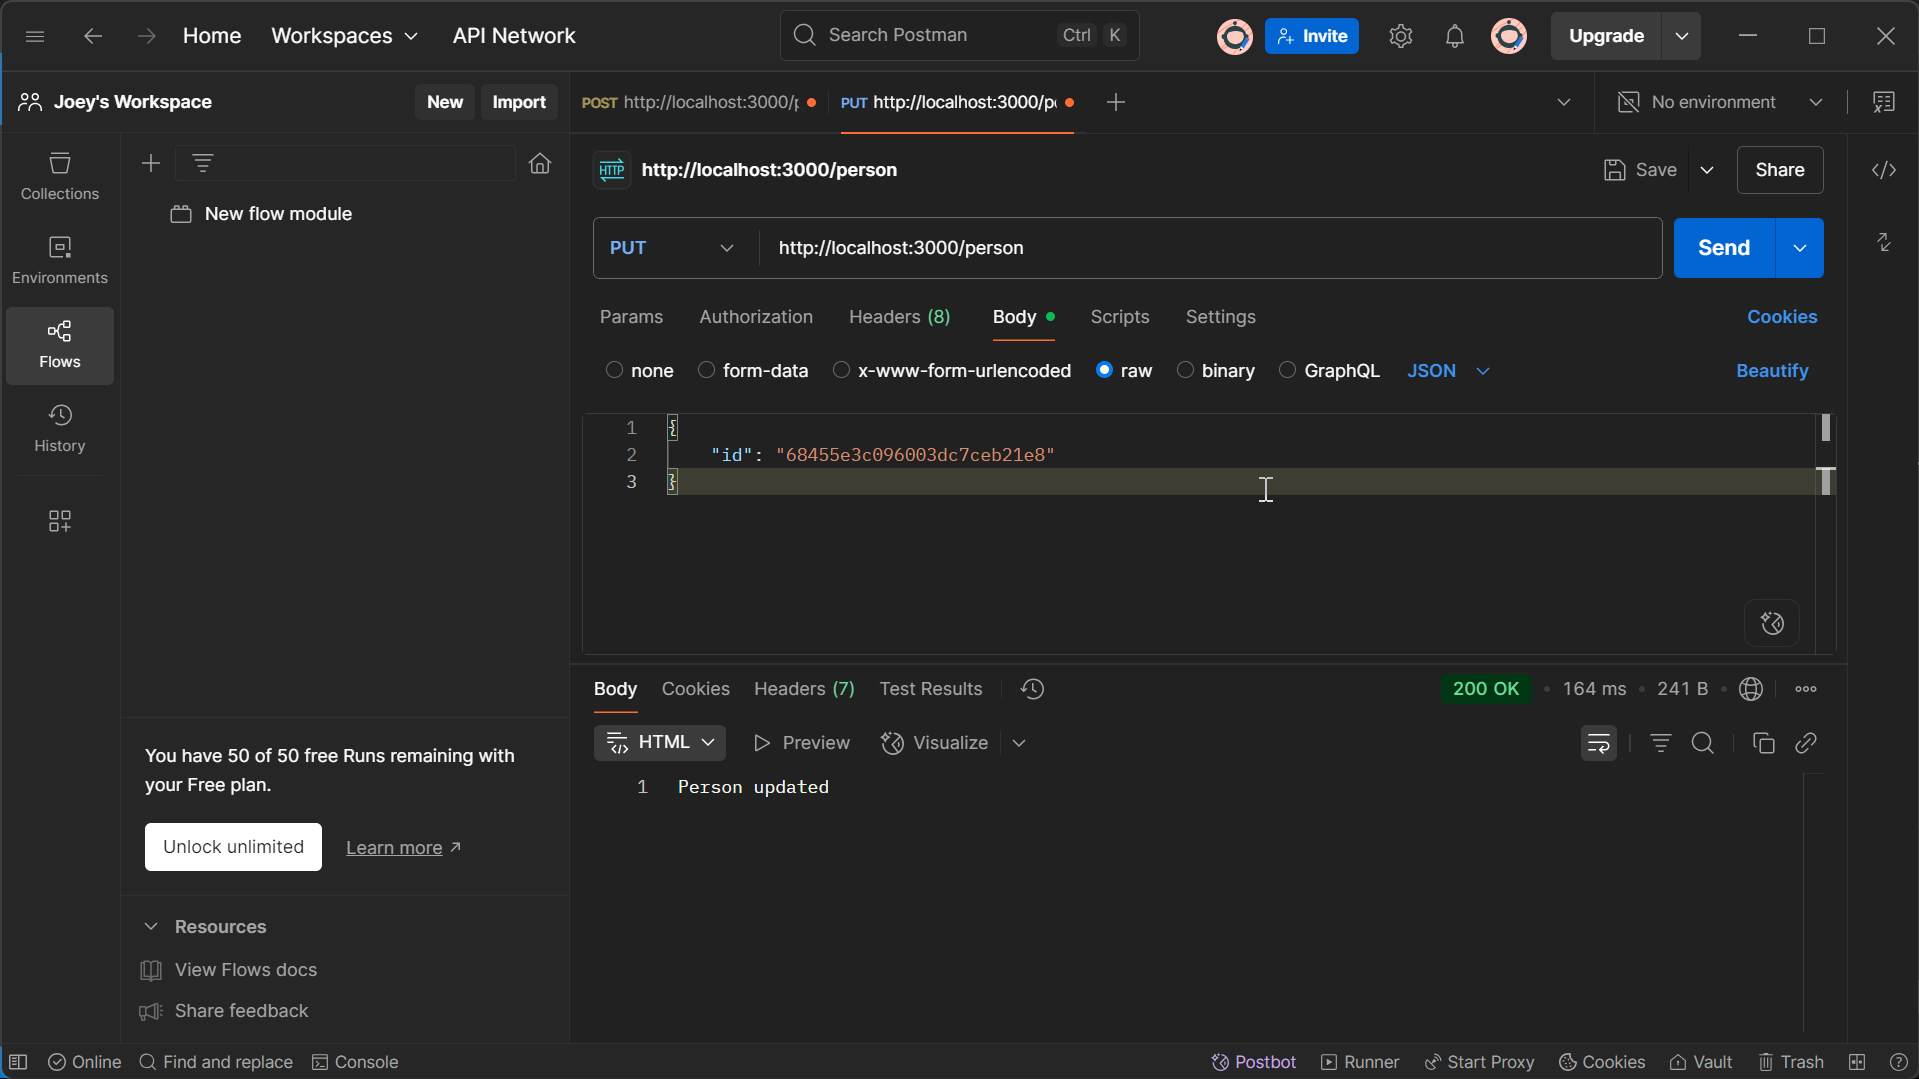 Home Workspaces API Network Search Postman Ctrl K Invite Upgrade
Joey's Workspace New Import POST http://localhost:3000/p PUT http://localhost:3000/p No environment
Collections
New flow module
Environments
Flows
History
HTTP http://localhost:3000/person Save Share
PUT http://localhost:3000/person Send
Params Authorization Headers (8) Body Scripts Settings Cookies
none form-data x-www-form-urlencoded raw binary GraphQL JSON Beautify
1 {
2 "id": "68455e3c096003dc7ceb21e8"
3 }
Body Cookies Headers (7) Test Results 200 OK • 164 ms • 241 B
HTML Preview Visualize
1 Person updated
You have 50 of 50 free Runs remaining with
your Free plan.
Unlock unlimited Learn more
Resources
View Flows docs
Share feedback
Online Find and replace Console Postbot Runner Start Proxy Cookies Vault Trash